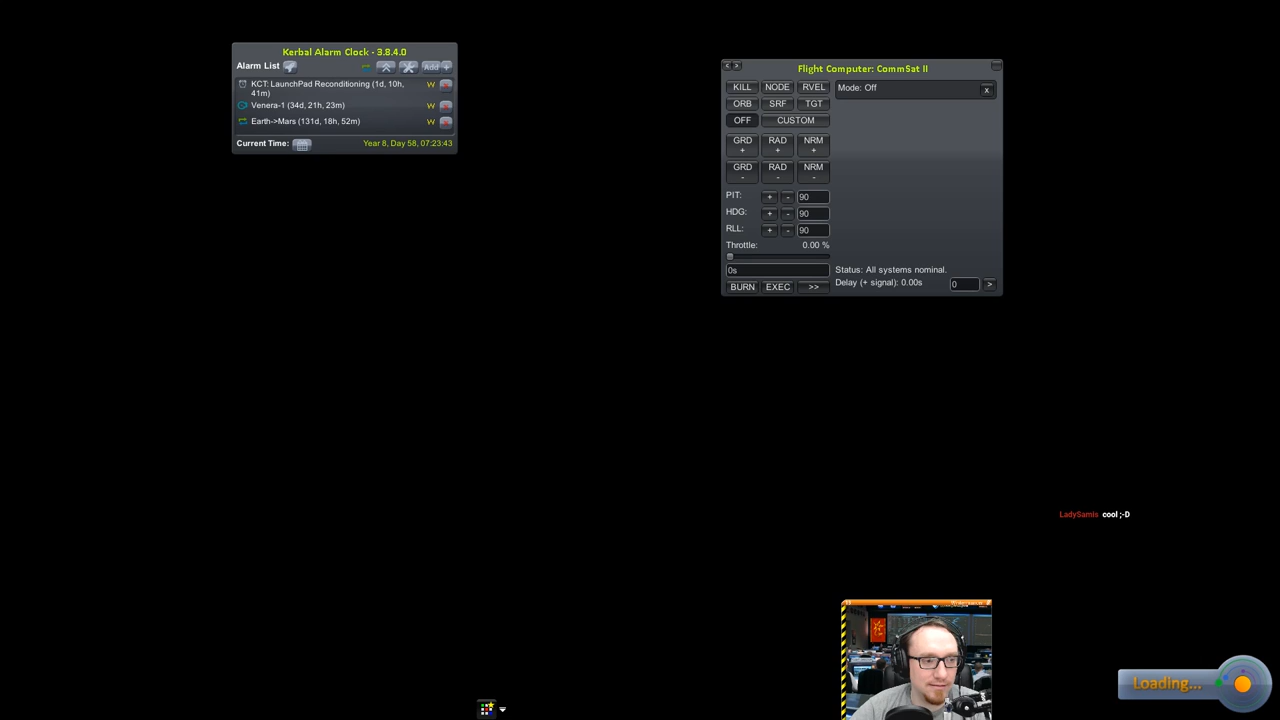 Kerbal Alarm Clock - 3.8.4.0
Alarm List
Add +
KCT: LaunchPad Reconditioning (1d, 10h, 41m)
W
Venera-1 (34d, 21h, 23m)
W
Earth->Mars (131d, 18h, 52m)
W
Current Time:
Year 8, Day 58, 07:23:43
< >
Flight Computer: CommSat II
KILL NODE RVEL
ORB SRF TGT
OFF CUSTOM
GRD + RAD + NRM +
GRD - RAD - NRM -
PIT: + - 90
HDG: + - 90
RLL: + - 90
Throttle: 0.00 %
0s
BURN EXEC >>
Mode: Off
x
Status: All systems nominal.
Delay (+ signal): 0.00s
0 >
LadySamis cool ;-D
Loading...